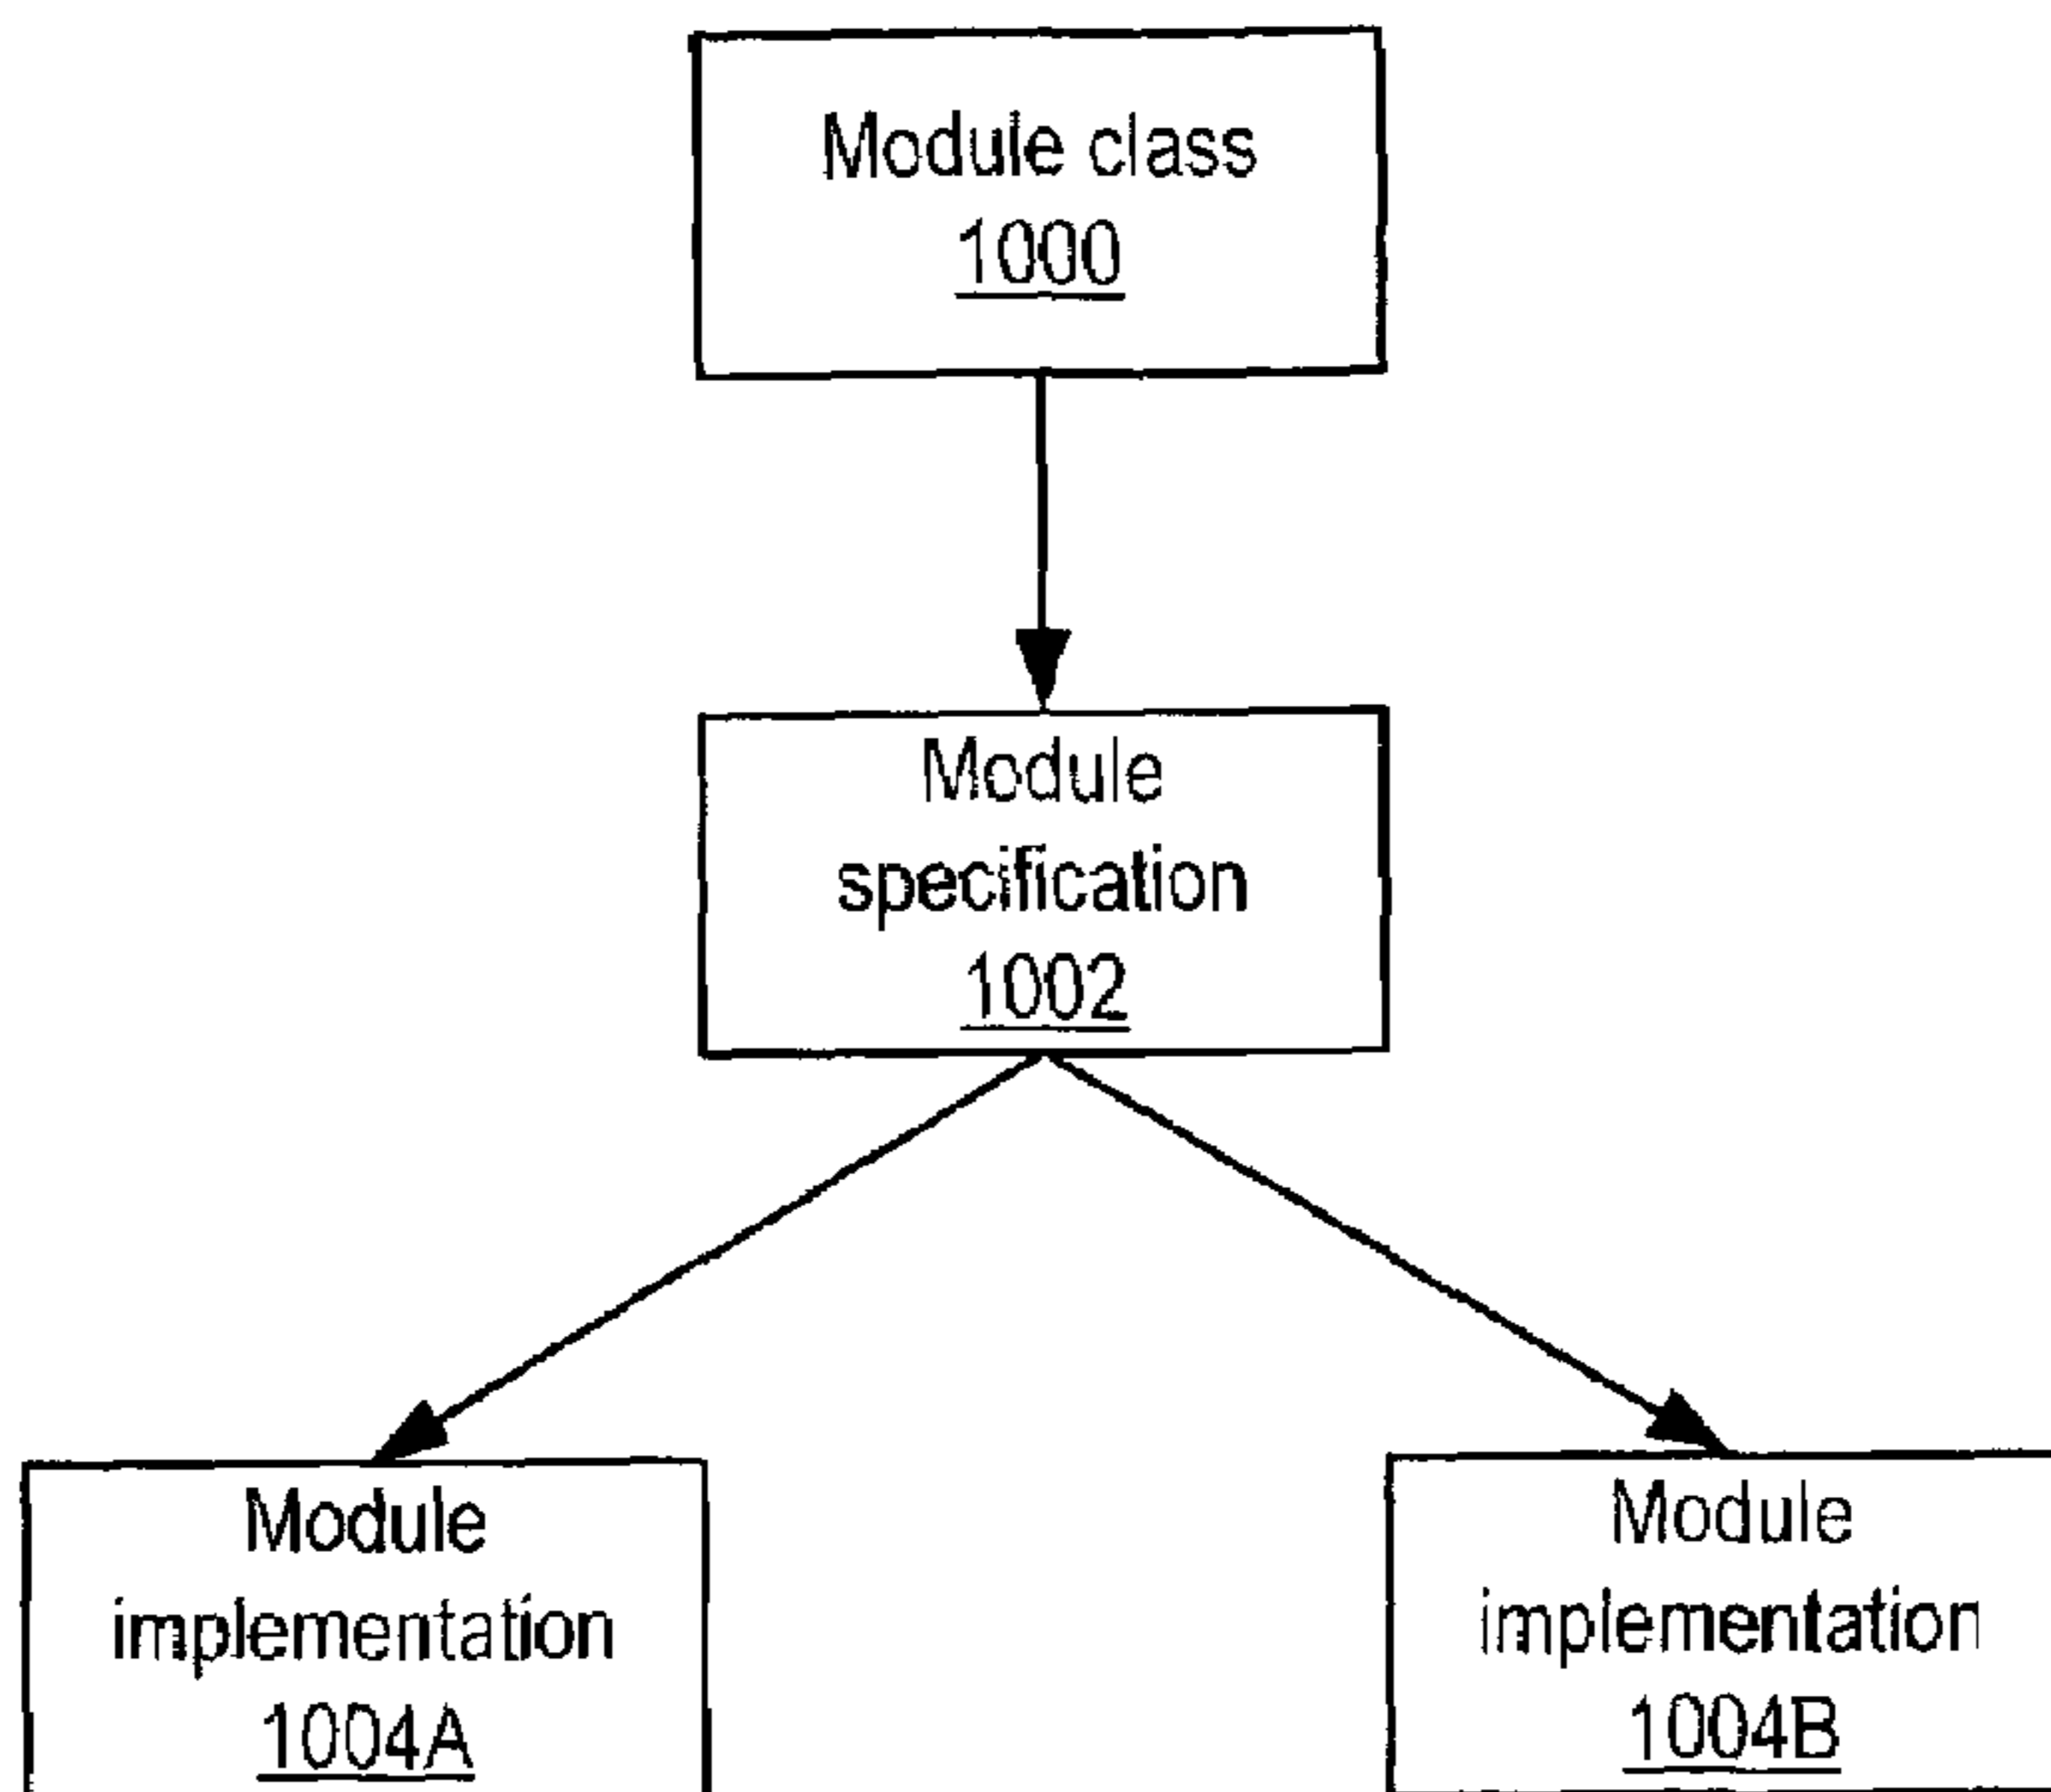 Module class
1000
Module
specification
1002
Module
implementation
1004A
Module
implementation
1004B